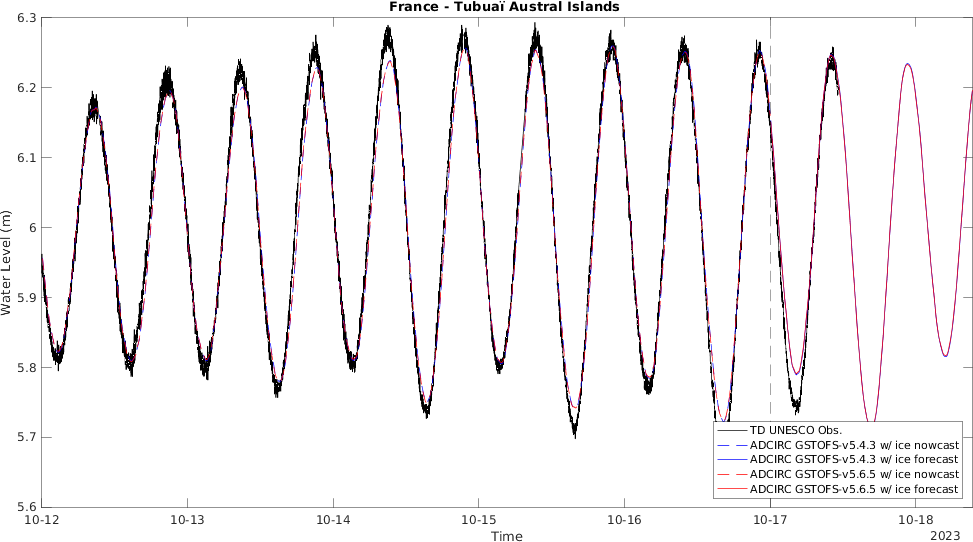 France - Tubuaï Austral Islands
6.3
6.2
6.1
6
5.9
5.8
5.7
5.6
Water Level (m)
TD UNESCO Obs.
ADCIRC GSTOFS-v5.4.3 w/ ice nowcast
ADCIRC GSTOFS-v5.4.3 w/ ice forecast
ADCIRC GSTOFS-v5.6.5 w/ ice nowcast
ADCIRC GSTOFS-v5.6.5 w/ ice forecast
10-12 10-13 10-14 10-15 10-16 10-17 10-18
Time
2023